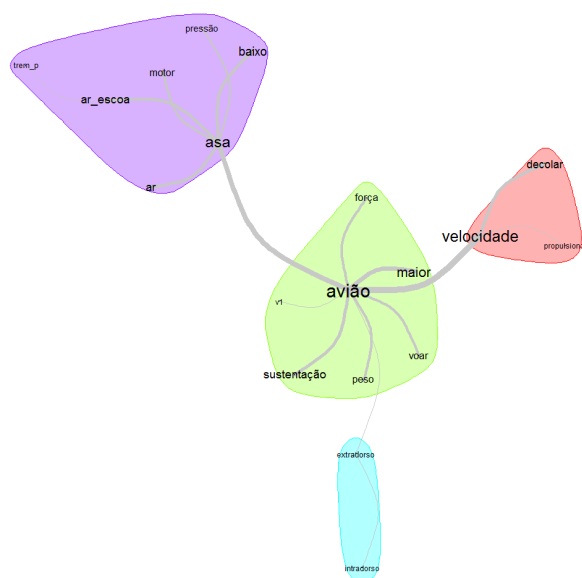 pressão
baixo
trem_p
motor
ar_escoa
asa
ar
decolar
velocidade
propulsiona
força
maior
avião
v1
voar
sustentação
peso
extradorso
intradorso